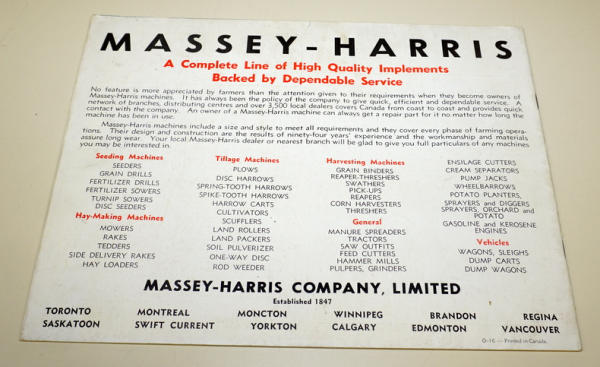 MASSEY-HARRIS
A Complete Line of High Quality Implements
Backed by Dependable Service
No feature is more appreciated by farmers than the attention given to their requirements when they become owners of
Massey-Harris machines. It has always been the policy of the company to give quick, efficient and dependable service. A
network of branches, distributing centres and over 3,500 local dealers covers Canada from coast to coast and provides quick
contact with the company. An owner of a Massey-Harris machine can always get a repair part for it no matter how long the
machine has been in use.
Massey-Harris machines include a size and style to meet all requirements and they cover every phase of farming opera-
tions. Their design and construction are the results of ninety-four years' experience and the workmanship and materials
assure long wear. Your local Massey-Harris dealer or nearest branch will be glad to give you full particulars of any machines
you may be interested in.
Seeding Machines
SEEDERS
GRAIN DRILLS
FERTILIZER DRILLS
FERTILIZER SOWERS
TURNIP SOWERS
DISC SEEDERS
Hay-Making Machines
MOWERS
RAKES
TEDDERS
SIDE DELIVERY RAKES
HAY LOADERS
Tillage Machines
PLOWS
DISC HARROWS
SPRING-TOOTH HARROWS
SPIKE-TOOTH HARROWS
HARROW CARTS
CULTIVATORS
SCUFFLERS
LAND ROLLERS
LAND PACKERS
SOIL PULVERIZER
ONE-WAY DISC
ROD WEEDER
Harvesting Machines
GRAIN BINDERS
REAPER-THRESHERS
SWATHERS
PICK-UPS
REAPERS
CORN HARVESTERS
THRESHERS
General
MANURE SPREADERS
TRACTORS
SAW OUTFITS
FEED CUTTERS
HAMMER MILLS
PULPERS, GRINDERS
ENSILAGE CUTTERS
CREAM SEPARATORS
PUMP JACKS
WHEELBARROWS
POTATO PLANTERS,
SPRAYERS and DIGGERS
SPRAYERS, ORCHARD and
POTATO
GASOLINE and KEROSENE
ENGINES
Vehicles
WAGONS, SLEIGHS
DUMP CARTS
DUMP WAGONS
MASSEY-HARRIS COMPANY, LIMITED
Established 1847
TORONTO MONTREAL MONCTON WINNIPEG BRANDON REGINA
SASKATOON SWIFT CURRENT YORKTON CALGARY EDMONTON VANCOUVER
O-16 — Printed in Canada.